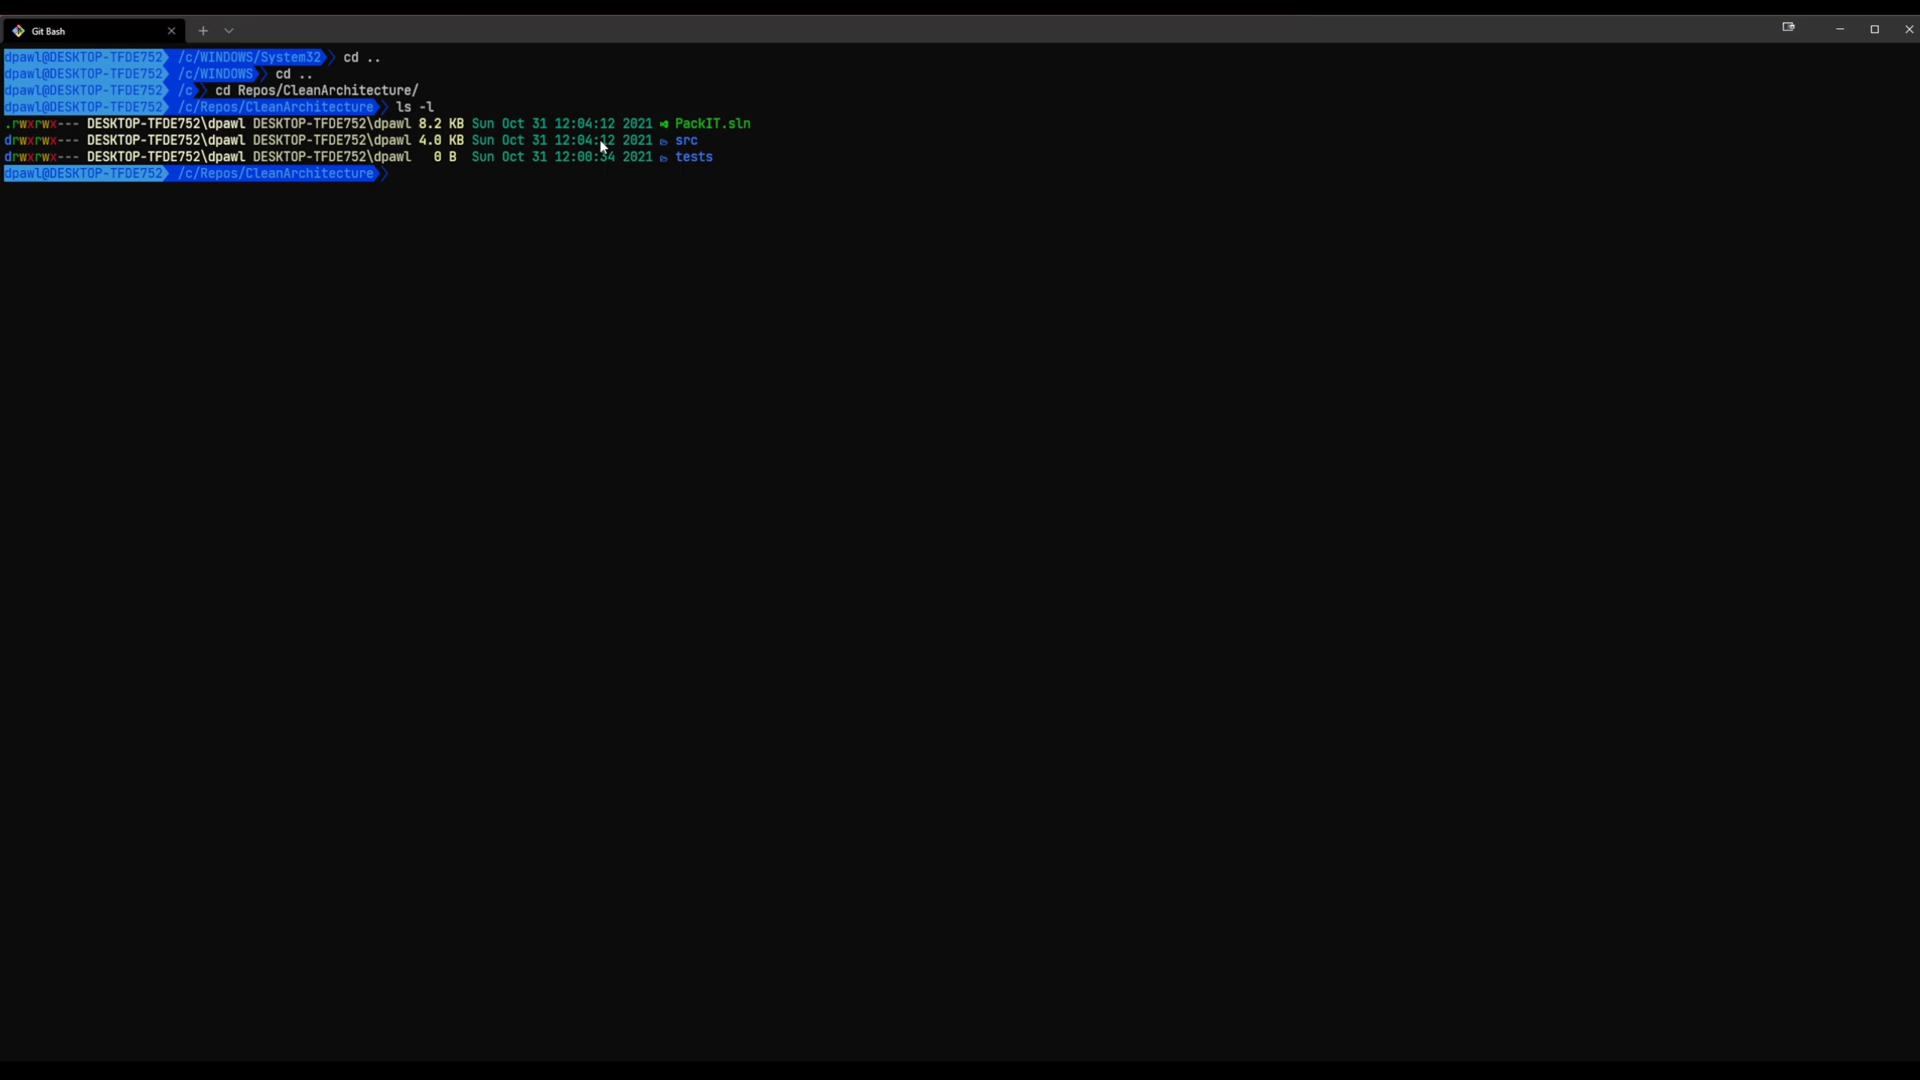 Git Bash
dpawl@DESKTOP-TFDE752 /c/WINDOWS/System32 cd ..
dpawl@DESKTOP-TFDE752 /c/WINDOWS cd ..
dpawl@DESKTOP-TFDE752 /c cd Repos/CleanArchitecture/
dpawl@DESKTOP-TFDE752 /c/Repos/CleanArchitecture ls -l
.rwxrwx--- DESKTOP-TFDE752\dpawl DESKTOP-TFDE752\dpawl 8.2 KB Sun Oct 31 12:04:12 2021 PackIT.sln
drwxrwx--- DESKTOP-TFDE752\dpawl DESKTOP-TFDE752\dpawl 4.0 KB Sun Oct 31 12:04:12 2021 src
drwxrwx--- DESKTOP-TFDE752\dpawl DESKTOP-TFDE752\dpawl 0 B Sun Oct 31 12:00:34 2021 tests
dpawl@DESKTOP-TFDE752 /c/Repos/CleanArchitecture